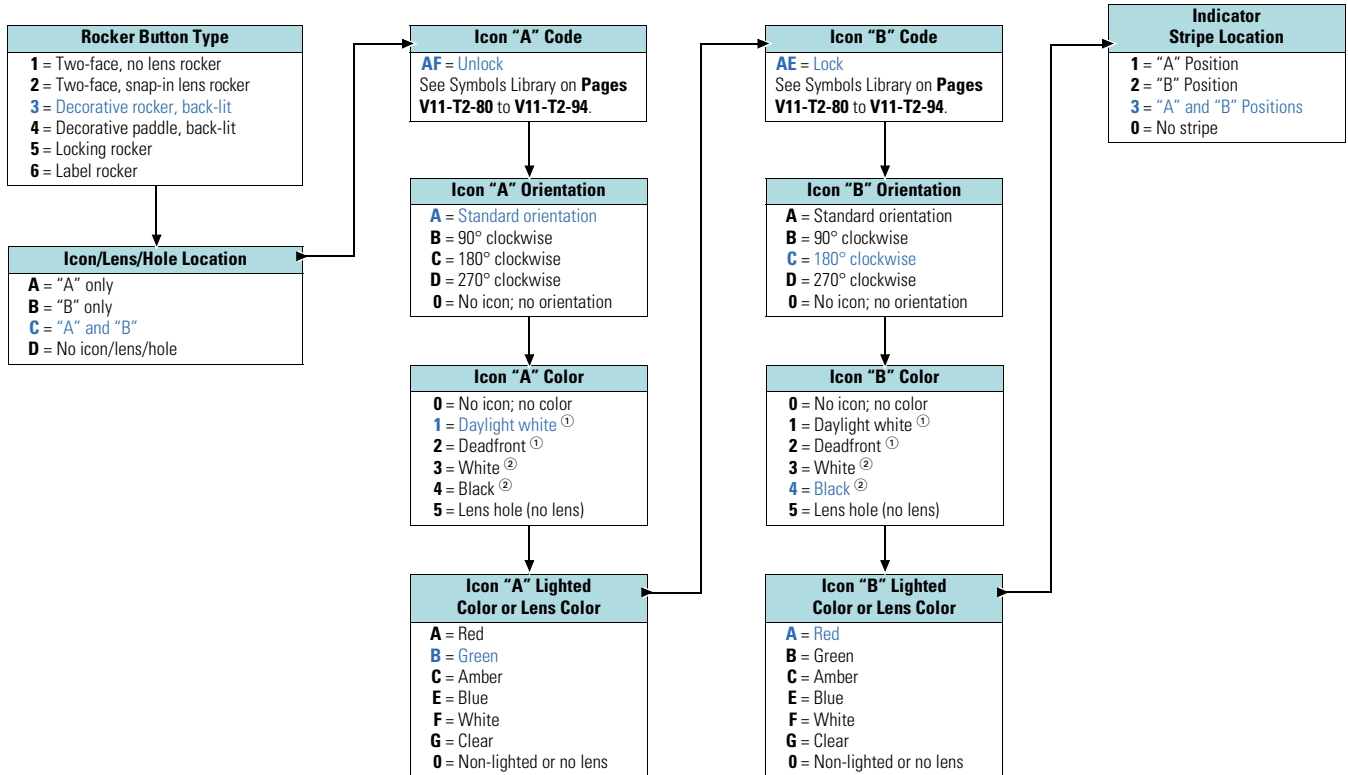 Rocker Button Type
1 = Two-face, no lens rocker
2 = Two-face, snap-in lens rocker
3 = Decorative rocker, back-lit
4 = Decorative paddle, back-lit
5 = Locking rocker
6 = Label rocker
Icon/Lens/Hole Location
A = “A” only
B = “B” only
C = “A” and “B”
D = No icon/lens/hole
Icon “A” Code
AF = Unlock
See Symbols Library on Pages
V11-T2-80 to V11-T2-94.
Icon “A” Orientation
A = Standard orientation
B = 90° clockwise
C = 180° clockwise
D = 270° clockwise
0 = No icon; no orientation
Icon “A” Color
0 = No icon; no color
1 = Daylight white ①
2 = Deadfront ①
3 = White ②
4 = Black ②
5 = Lens hole (no lens)
Icon “A” Lighted
Color or Lens Color
A = Red
B = Green
C = Amber
E = Blue
F = White
G = Clear
0 = Non-lighted or no lens
Icon “B” Code
AE = Lock
See Symbols Library on Pages
V11-T2-80 to V11-T2-94.
Icon “B” Orientation
A = Standard orientation
B = 90° clockwise
C = 180° clockwise
D = 270° clockwise
0 = No icon; no orientation
Icon “B” Color
0 = No icon; no color
1 = Daylight white ①
2 = Deadfront ①
3 = White ②
4 = Black ②
5 = Lens hole (no lens)
Icon “B” Lighted
Color or Lens Color
A = Red
B = Green
C = Amber
E = Blue
F = White
G = Clear
0 = Non-lighted or no lens
Indicator
Stripe Location
1 = “A” Position
2 = “B” Position
3 = “A” and “B” Positions
0 = No stripe